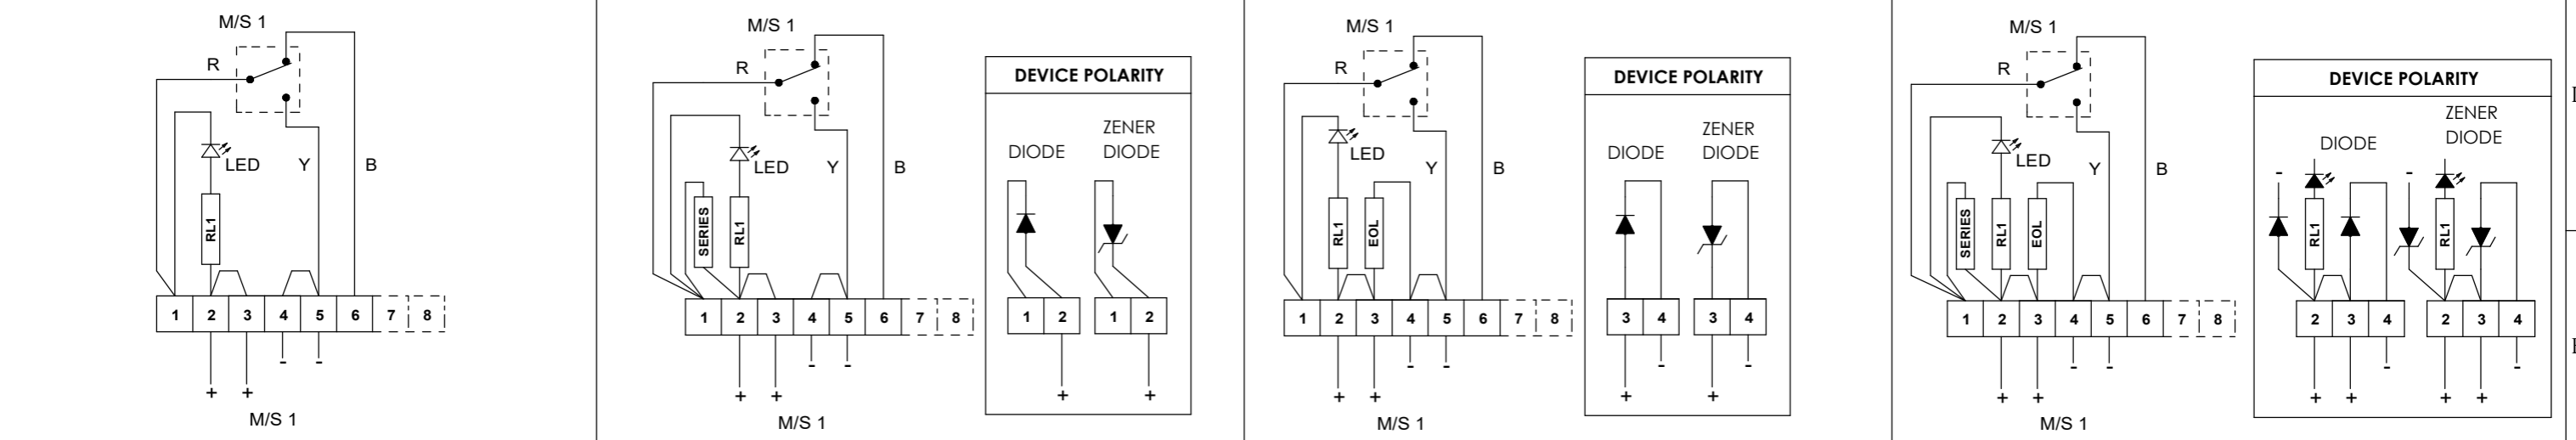 M/S 1
R
LED
Y
B
RL1
1 2 3 4 5 6 7 8
- -
+ +
M/S 1
M/S 1
R
LED
Y
B
SERIES
RL1
1 2 3 4 5 6 7 8
- -
+ +
M/S 1
DEVICE POLARITY
DIODE
ZENER
DIODE
1 2
1 2
+ +
M/S 1
R
LED
Y
B
RL1
EOL
1 2 3 4 5 6 7 8
- -
+ +
M/S 1
DEVICE POLARITY
DIODE
ZENER
DIODE
3 4
3 4
- -
+ +
M/S 1
R
LED
Y
B
SERIES
RL1
EOL
1 2 3 4 5 6 7 8
- -
+ +
M/S 1
DEVICE POLARITY
DIODE
ZENER
DIODE
- -
RL1
RL1
2 3 4
2 3 4
- -
+ + + +